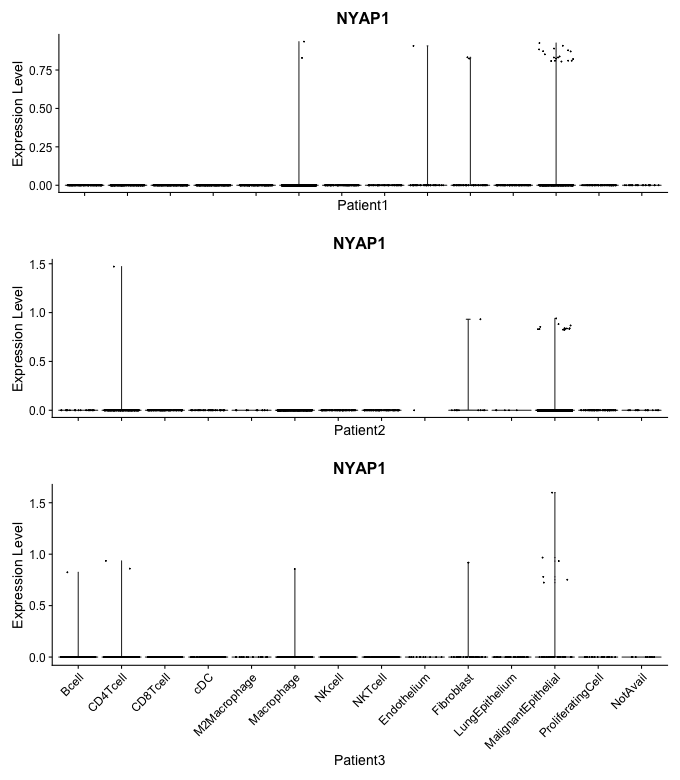 NYAP1
Expression Level
0.75
0.50
0.25
0.00
Patient1
NYAP1
Expression Level
1.5
1.0
0.5
0.0
Patient2
NYAP1
Expression Level
1.5
1.0
0.5
0.0
Bcell
CD4Tcell
CD8Tcell
cDC
M2Macrophage
Macrophage
NKcell
NKTcell
Endothelium
Fibroblast
LungEpithelium
MalignantEpithelial
ProliferatingCell
NotAvail
Patient3